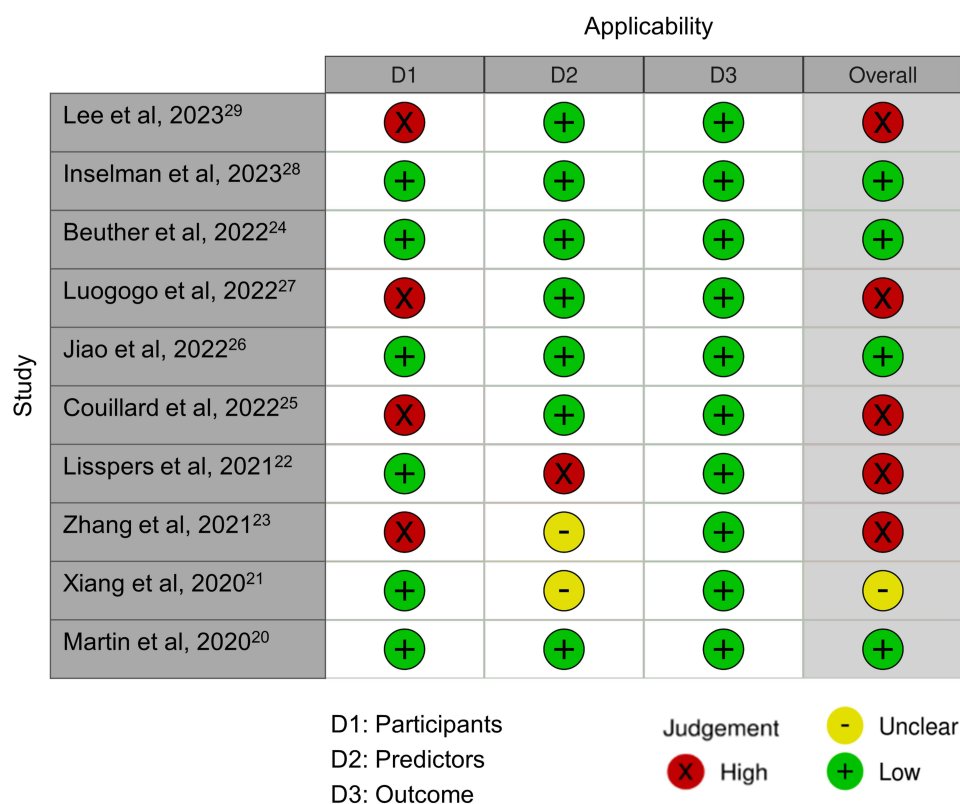 Applicability
D1 D2 D3 Overall
Study
Lee et al, 2023²⁹ X + + X
Inselman et al, 2023²⁸ + + + +
Beuther et al, 2022²⁴ + + + +
Luogogo et al, 2022²⁷ X + + X
Jiao et al, 2022²⁶ + + + +
Couillard et al, 2022²⁵ X + + X
Lisspers et al, 2021²² + X + X
Zhang et al, 2021²³ X - + X
Xiang et al, 2020²¹ + - + -
Martin et al, 2020²⁰ + + + +
D1: Participants
D2: Predictors
D3: Outcome
Judgement
X High
- Unclear
+ Low